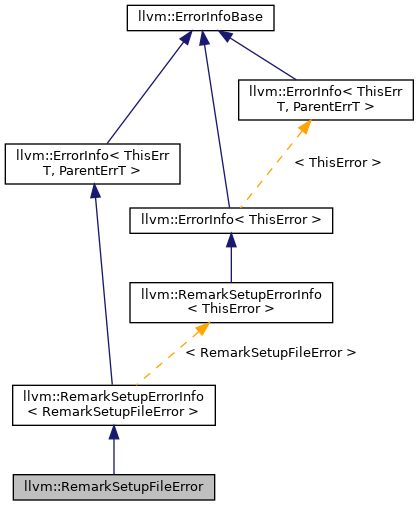 llvm::ErrorInfoBase
llvm::ErrorInfo< ThisErr
T, ParentErrT >
< ThisError >
llvm::ErrorInfo< ThisErr
T, ParentErrT >
llvm::ErrorInfo< ThisError >
llvm::RemarkSetupErrorInfo
< ThisError >
< RemarkSetupFileError >
llvm::RemarkSetupErrorInfo
< RemarkSetupFileError >
llvm::RemarkSetupFileError